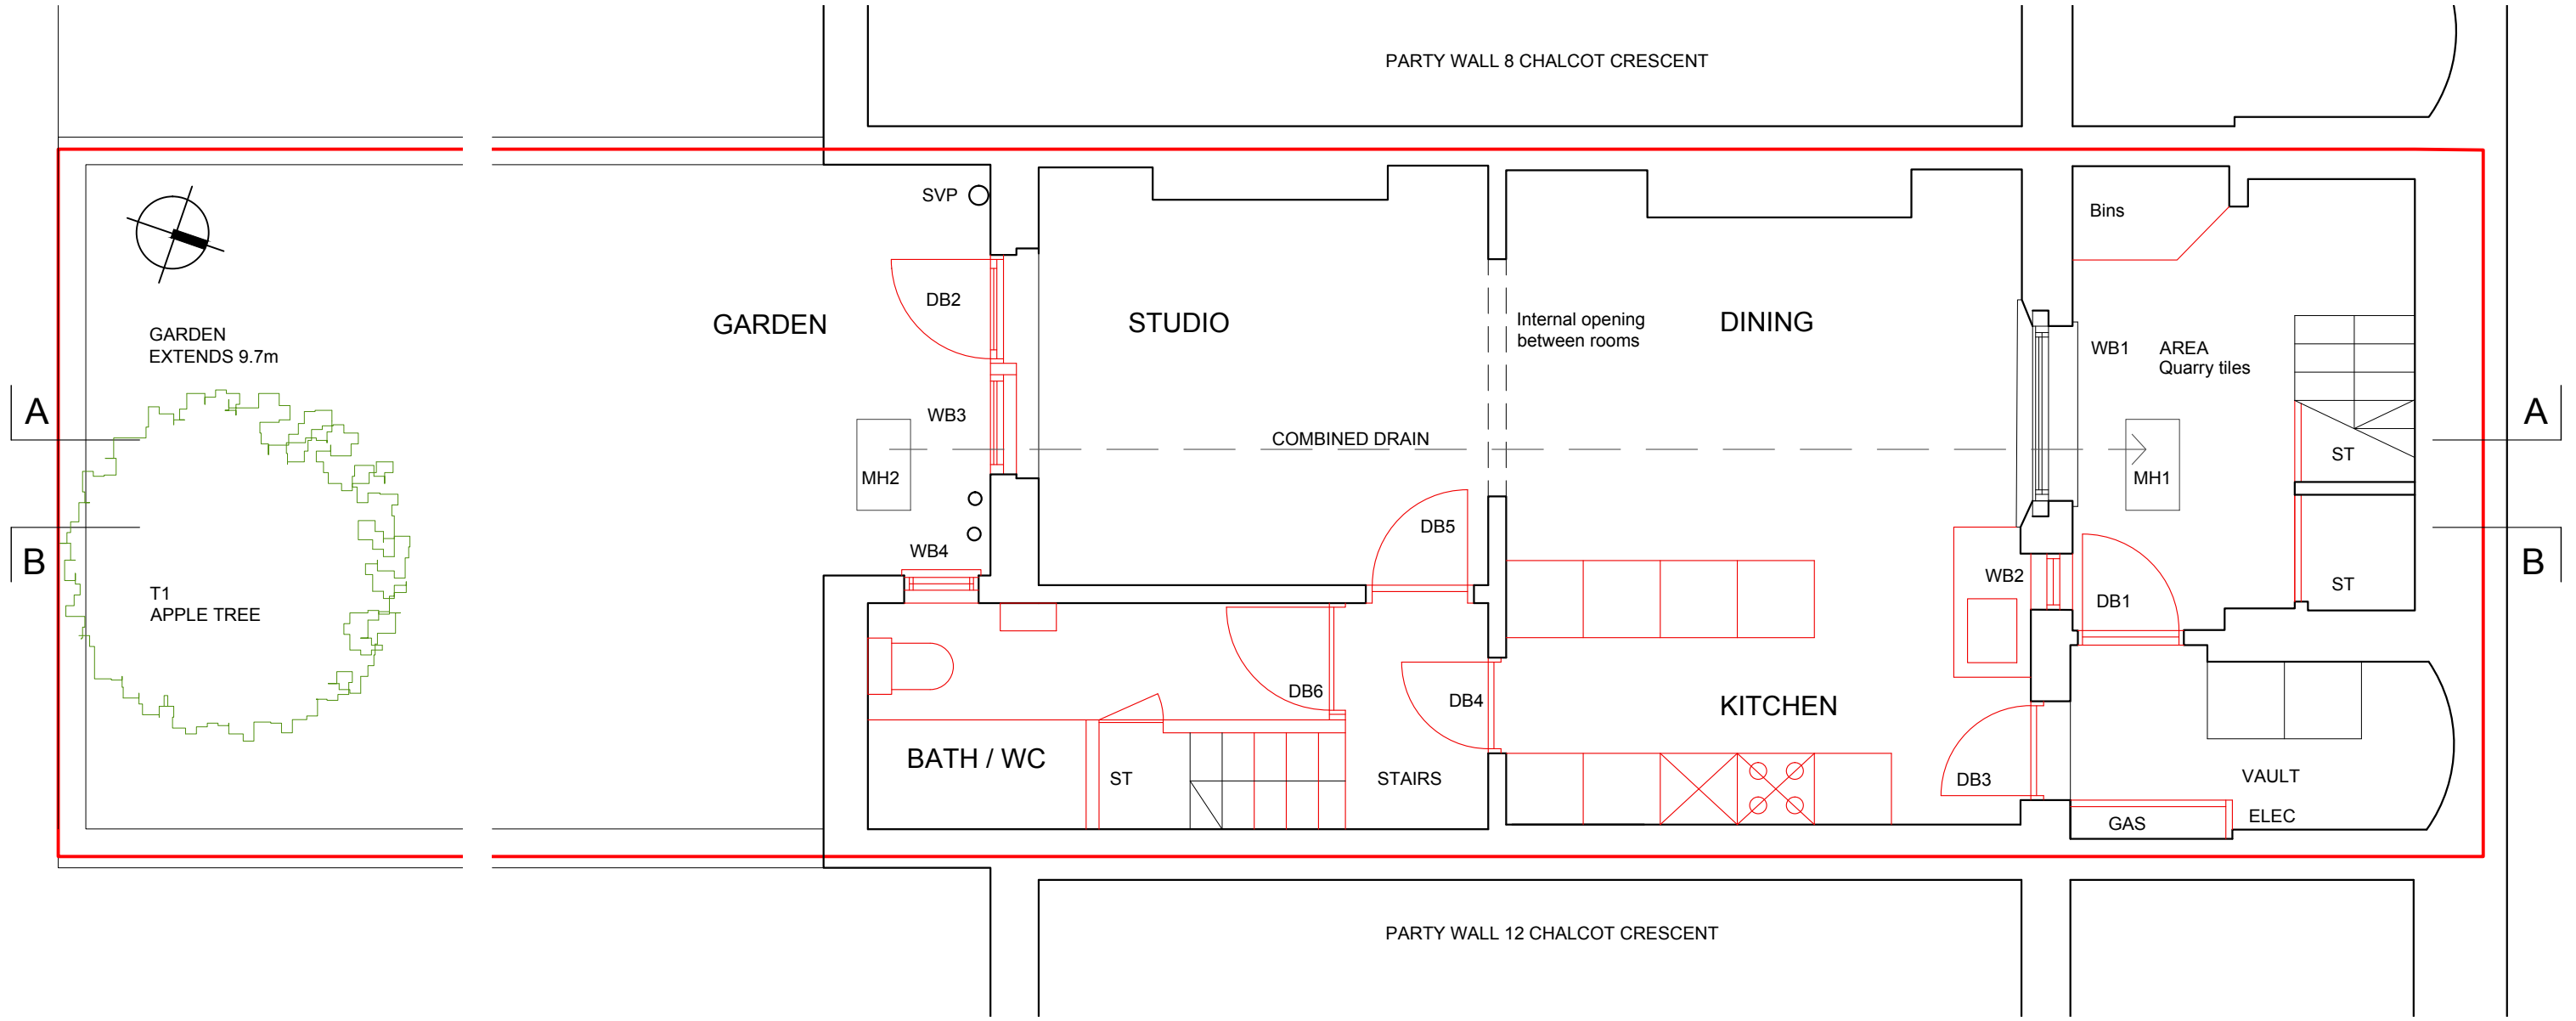 PARTY WALL 8 CHALCOT CRESCENT
SVP
Bins
DB2
GARDEN
STUDIO
Internal opening
between rooms
DINING
WB1
AREA
Quarry tiles
GARDEN
EXTENDS 9.7m
A
WB3
COMBINED DRAIN
A
MH2
MH1
ST
DB5
B
WB4
WB2
B
T1
APPLE TREE
DB1
ST
DB6
DB4
KITCHEN
BATH / WC
ST
STAIRS
DB3
VAULT
GAS
ELEC
PARTY WALL 12 CHALCOT CRESCENT